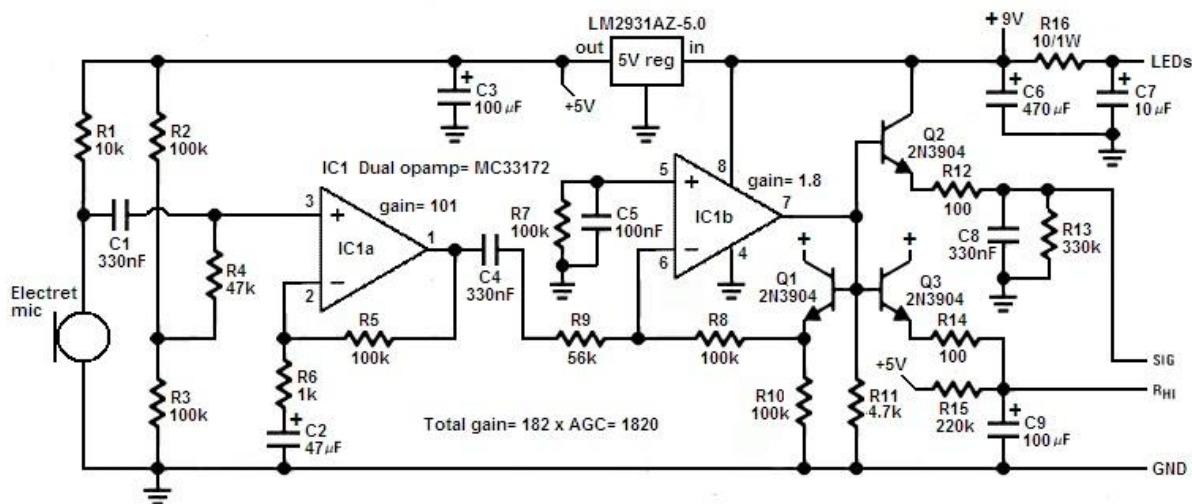 LM2931AZ-5.0
out
in
5V reg
+ 9V
R16
10/1W
LEDs
+
C3
100µF
+5V
+
C6
470µF
+
C7
10µF
R1
10k
R2
100k
IC1 Dual opamp= MC33172
gain= 101
gain= 1.8
Q2
2N3904
R12
100
C1
330nF
3
+
IC1a
1
−
2
R4
47k
C4
330nF
R7
100k
C5
100nF
5
+
8
IC1b
7
−
6
4
C8
330nF
R13
330k
Electret
mic
Q1
2N3904
+
+
Q3
2N3904
R5
100k
R9
56k
R8
100k
R14
100
SIG
R3
100k
R6
1k
+
C2
47µF
R10
100k
R11
4.7k
+5V
R15
220k
RHI
+
C9
100µF
Total gain= 182 x AGC= 1820
GND